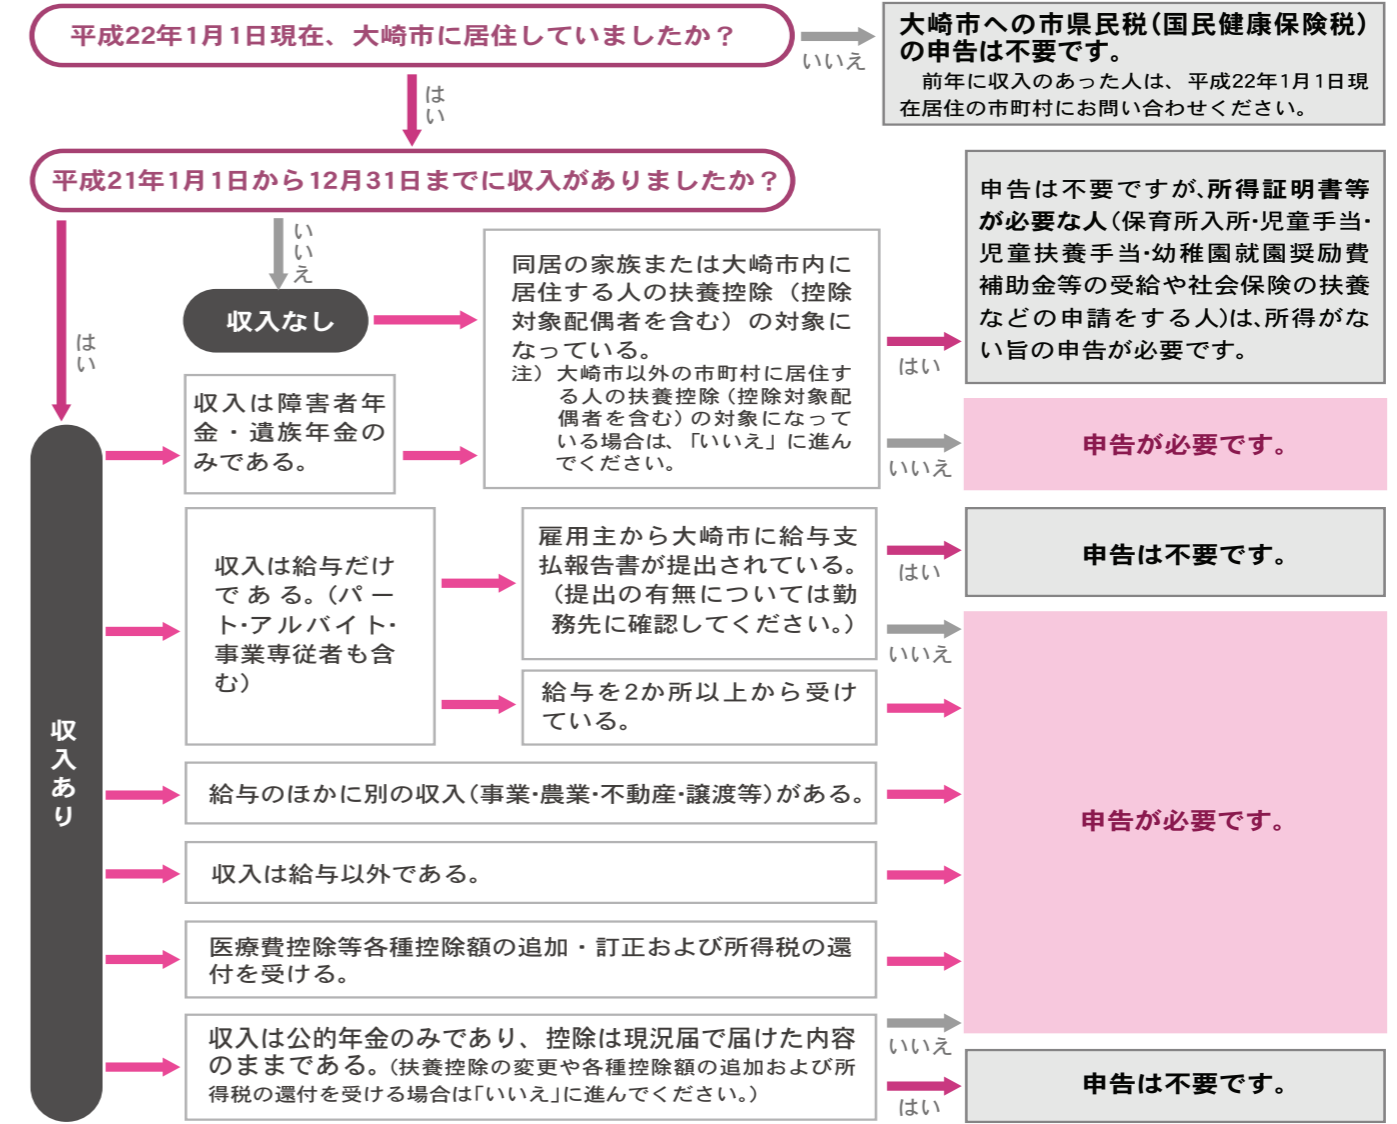 平成22年1月1日現在、大崎市に居住していましたか？
いいえ
大崎市への市県民税（国民健康保険税）
の申告は不要です。
前年に収入のあった人は、平成22年1月1日現
在居住の市町村にお問い合わせください。
はい
平成21年1月1日から12月31日までに収入がありましたか？
いいえ
収入なし
はい
同居の家族または大崎市内に
居住する人の扶養控除（控除
対象配偶者を含む）の対象に
なっている。
注）大崎市以外の市町村に居住す
る人の扶養控除（控除対象配
偶者を含む）の対象になって
いる場合は、「いいえ」に進ん
でください。
はい
申告は不要ですが、所得証明書等
が必要な人（保育所入所・児童手当・
児童扶養手当・幼稚園就園奨励費
補助金等の受給や社会保険の扶養
などの申請をする人）は、所得がな
い旨の申告が必要です。
いいえ
申告が必要です。
収入あり
収入は障害者年
金・遺族年金の
みである。
収入は給与だけ
である。（パー
ト・アルバイト・
事業専従者も含
む）
雇用主から大崎市に給与支
払報告書が提出されている。
（提出の有無については勤
務先に確認してください。）
はい
申告は不要です。
いいえ
給与を2か所以上から受け
ている。
給与のほかに別の収入（事業・農業・不動産・譲渡等）がある。
申告が必要です。
収入は給与以外である。
医療費控除等各種控除額の追加・訂正および所得税の還
付を受ける。
収入は公的年金のみであり、控除は現況届で届けた内容
のままである。（扶養控除の変更や各種控除額の追加および所
得税の還付を受ける場合は「いいえ」に進んでください。）
いいえ
はい
申告は不要です。